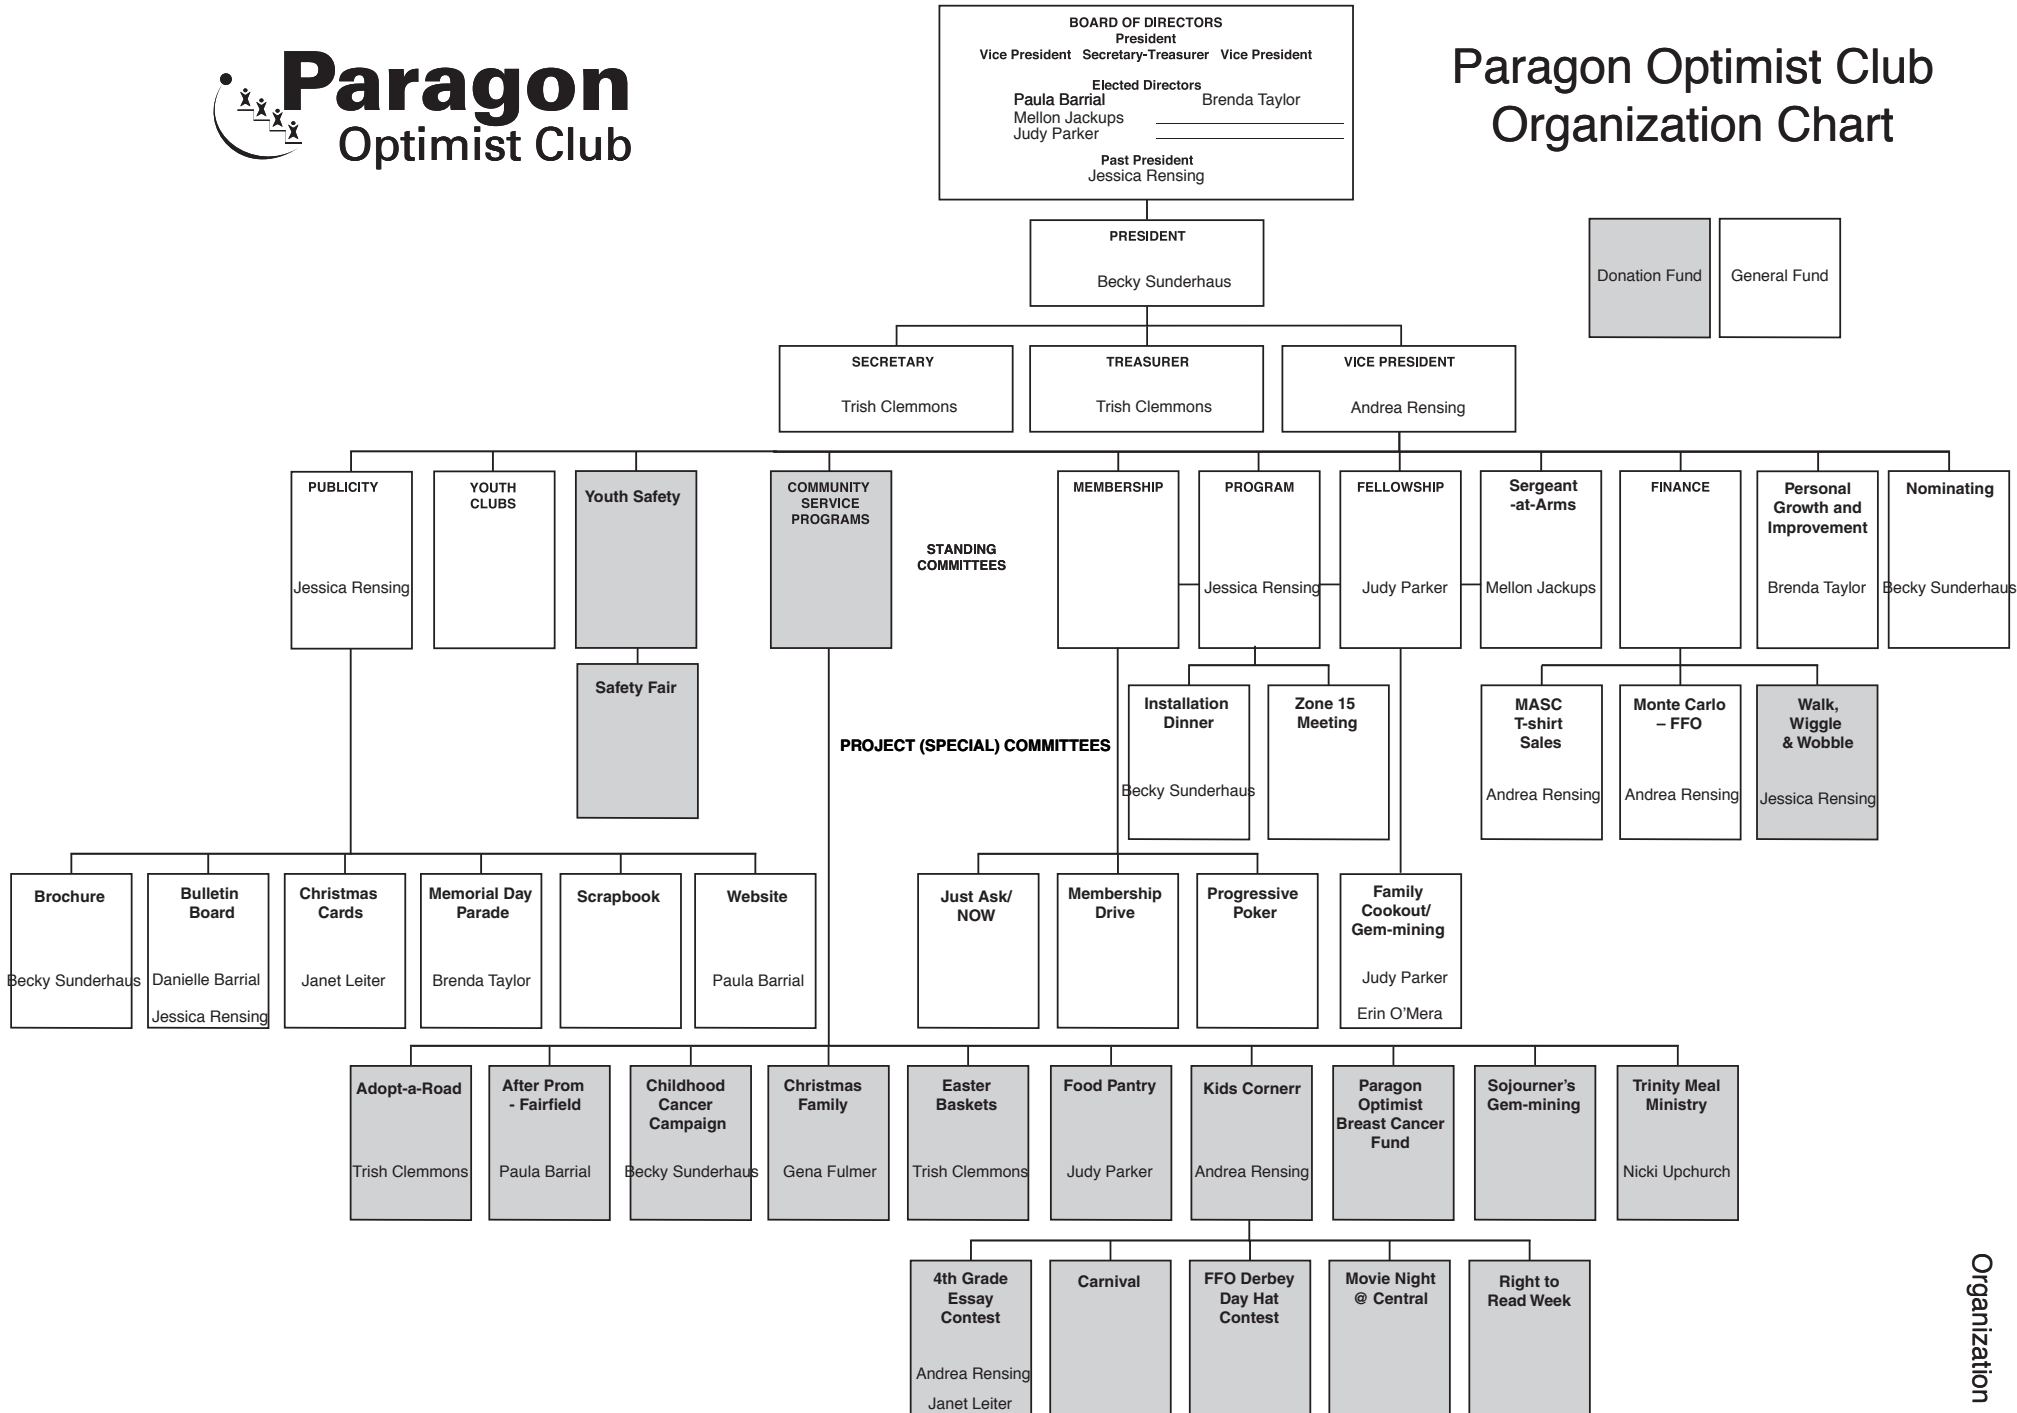 Paragon
Optimist Club
BOARD OF DIRECTORS
President
Vice President Secretary-Treasurer Vice President
Elected Directors
Paula Barrial Brenda Taylor
Mellon Jackups
Judy Parker
Past President
Jessica Rensing
Paragon Optimist Club
Organization Chart
Donation Fund
General Fund
PRESIDENT
Becky Sunderhaus
SECRETARY
Trish Clemmons
TREASURER
Trish Clemmons
VICE PRESIDENT
Andrea Rensing
PUBLICITY
Jessica Rensing
YOUTH
CLUBS
Youth Safety
COMMUNITY
SERVICE
PROGRAMS
STANDING
COMMITTEES
MEMBERSHIP
PROGRAM
Jessica Rensing
FELLOWSHIP
Judy Parker
Sergeant
-at-Arms
Mellon Jackups
FINANCE
Personal
Growth and
Improvement
Brenda Taylor
Nominating
Becky Sunderhaus
Safety Fair
PROJECT (SPECIAL) COMMITTEES
Installation
Dinner
Becky Sunderhaus
Zone 15
Meeting
MASC
T-shirt
Sales
Andrea Rensing
Monte Carlo
– FFO
Andrea Rensing
Walk,
Wiggle
& Wobble
Jessica Rensing
Brochure
Becky Sunderhaus
Bulletin
Board
Danielle Barrial
Jessica Rensing
Christmas
Cards
Janet Leiter
Memorial Day
Parade
Brenda Taylor
Scrapbook
Website
Paula Barrial
Just Ask/
NOW
Membership
Drive
Progressive
Poker
Family
Cookout/
Gem-mining
Judy Parker
Erin O’Mera
Adopt-a-Road
Trish Clemmons
After Prom
- Fairfield
Paula Barrial
Childhood
Cancer
Campaign
Becky Sunderhaus
Christmas
Family
Gena Fulmer
Easter
Baskets
Trish Clemmons
Food Pantry
Judy Parker
Kids Cornerr
Andrea Rensing
Paragon
Optimist
Breast Cancer
Fund
Sojourner’s
Gem-mining
Trinity Meal
Ministry
Nicki Upchurch
4th Grade
Essay
Contest
Andrea Rensing
Janet Leiter
Carnival
FFO Derbey
Day Hat
Contest
Movie Night
@ Central
Right to
Read Week
Organization